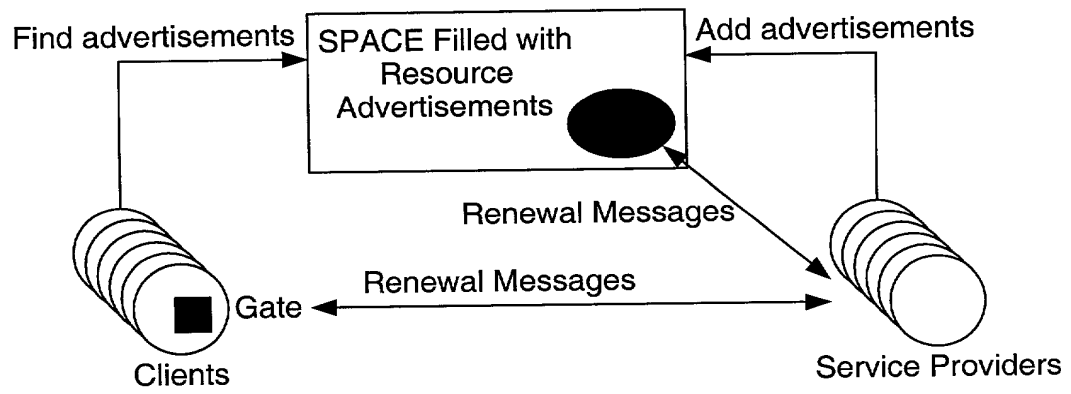 Find advertisements
SPACE Filled with
Resource
Advertisements
Add advertisements
Renewal Messages
Renewal Messages
Gate
Clients
Service Providers